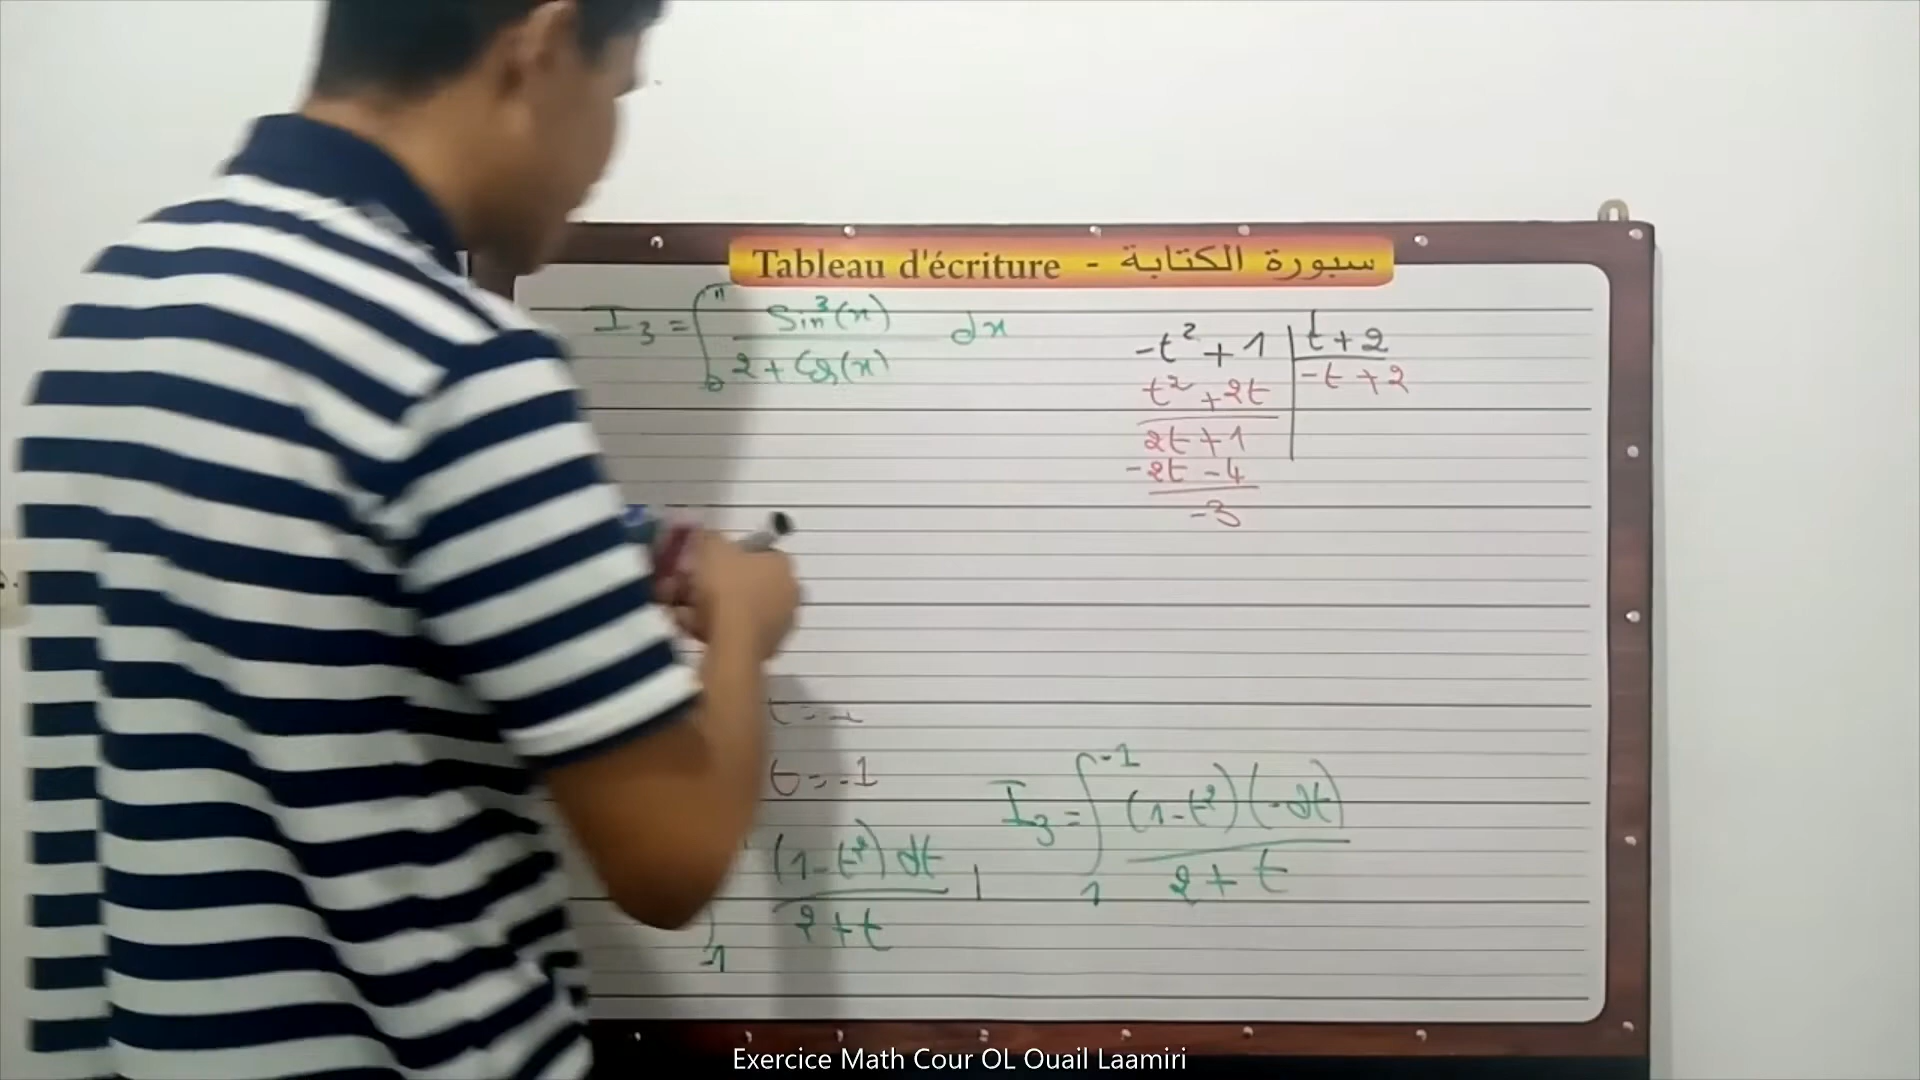 Tableau d'écriture - سبورة الكتابة
I₃ = ∫₀^π sin³(x) / 2 + cos(x) dx
-t² + 1 | t + 2
t² + 2t | -t + 2
2t + 1
-2t - 4
-3
t = -1
I₃ = ∫₁^-1 (1 - t²)(-dt) / 2 + t
∫₋₁ (1 - t²) dt / 2 + t
Exercice Math Cour OL Ouail Laamiri